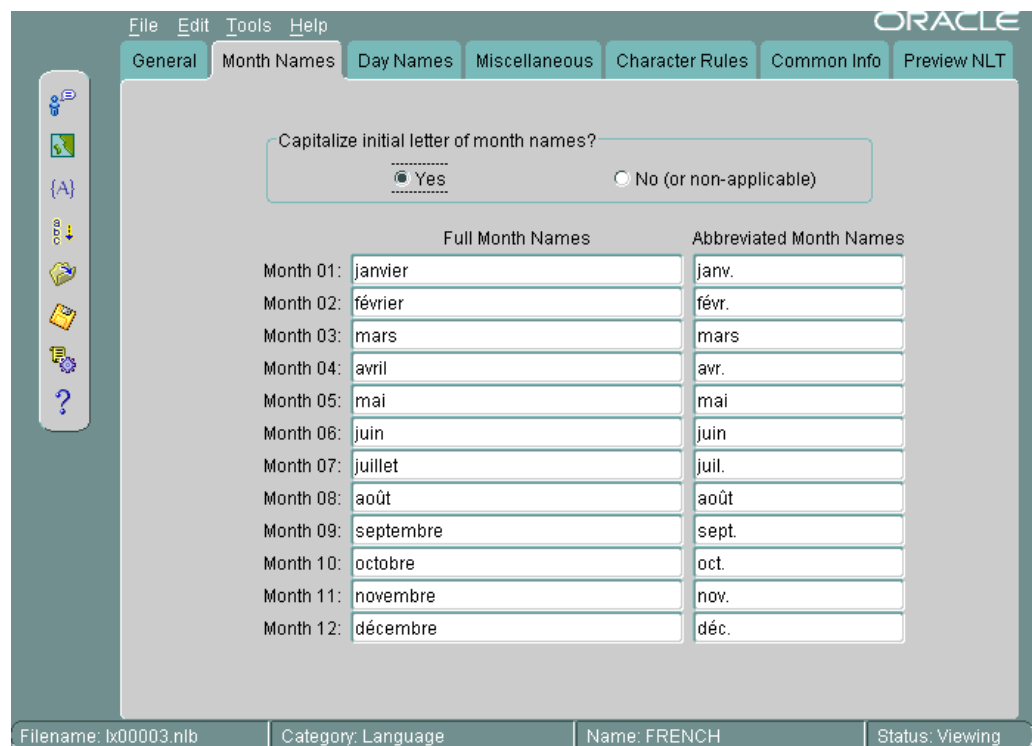 File Edit Tools Help
ORACLE
General Month Names Day Names Miscellaneous Character Rules Common Info Preview NLT
Capitalize initial letter of month names?
Yes No (or non-applicable)
{A}
a
b
c
?
Full Month Names Abbreviated Month Names
Month 01: janvier janv.
Month 02: février févr.
Month 03: mars mars
Month 04: avril avr.
Month 05: mai mai
Month 06: juin juin
Month 07: juillet juil.
Month 08: août août
Month 09: septembre sept.
Month 10: octobre oct.
Month 11: novembre nov.
Month 12: décembre déc.
Filename: lx00003.nlb Category: Language Name: FRENCH Status: Viewing